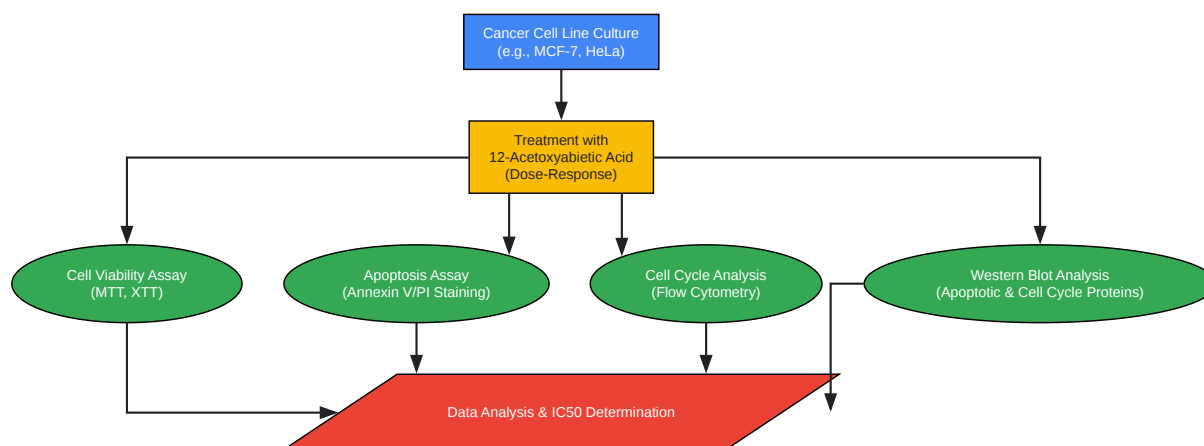 Cancer Cell Line Culture
(e.g., MCF-7, HeLa)
Treatment with
12-Acetoxyabietic Acid
(Dose-Response)
Cell Viability Assay
(MTT, XTT)
Apoptosis Assay
(Annexin V/PI Staining)
Cell Cycle Analysis
(Flow Cytometry)
Western Blot Analysis
(Apoptotic & Cell Cycle Proteins)
Data Analysis & IC50 Determination